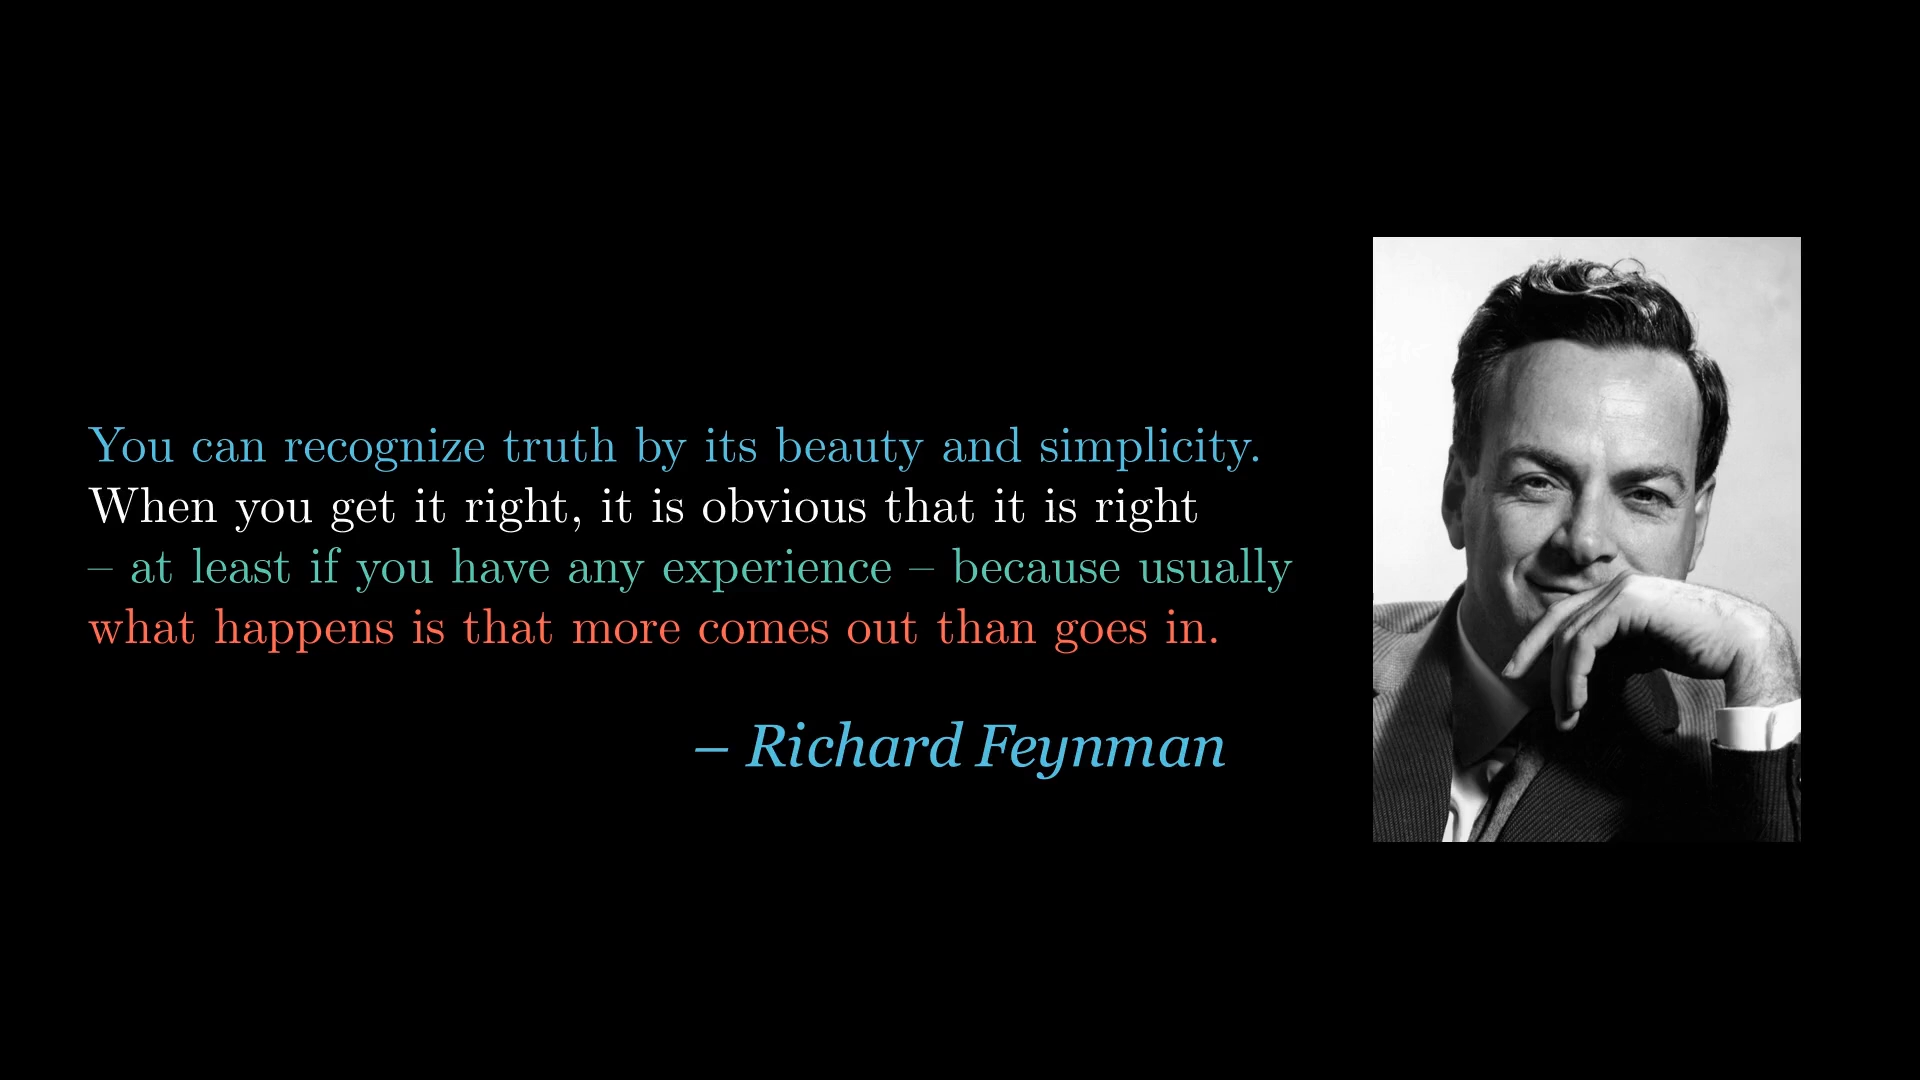 You can recognize truth by its beauty and simplicity.
When you get it right, it is obvious that it is right
– at least if you have any experience – because usually
what happens is that more comes out than goes in.
– Richard Feynman